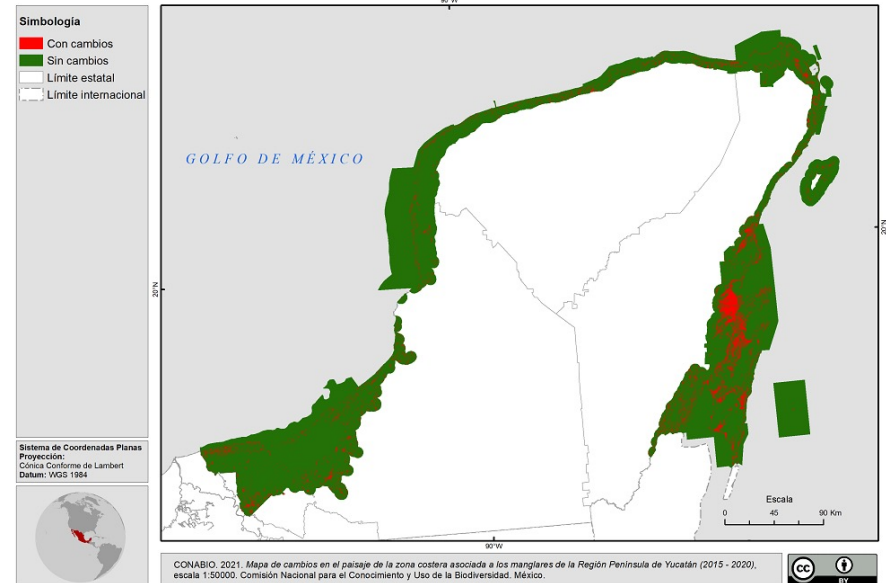 90°W
Simbología
Con cambios
Sin cambios
Límite estatal
Límite internacional
GOLFO DE MÉXICO
20°N
20°N
Sistema de Coordenadas Planas
Proyección:
Cónica Conforme de Lambert
Datum: WGS 1984
Escala
0 45 90 Km
90°W
CONABIO. 2021. Mapa de cambios en el paisaje de la zona costera asociada a los manglares de la Región Península de Yucatán (2015 - 2020),
escala 1:50000. Comisión Nacional para el Conocimiento y Uso de la Biodiversidad. México.
cc
BY